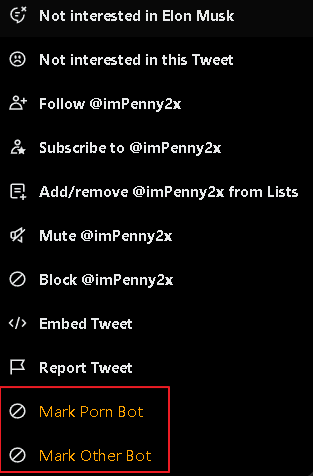 Not interested in Elon Musk
Not interested in this Tweet
Follow @imPenny2x
Subscribe to @imPenny2x
Add/remove @imPenny2x from Lists
Mute @imPenny2x
Block @imPenny2x
Embed Tweet
Report Tweet
Mark Porn Bot
Mark Other Bot